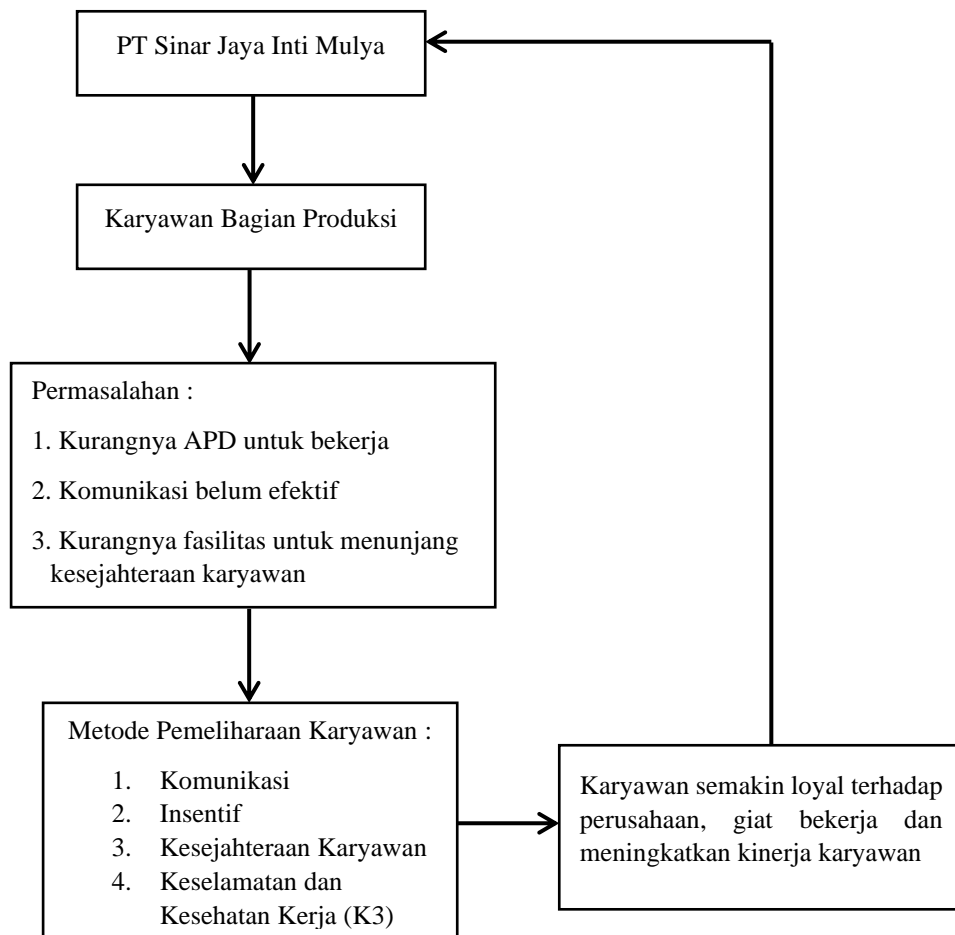 PT Sinar Jaya Inti Mulya
Karyawan Bagian Produksi
Permasalahan :
1. Kurangnya APD untuk bekerja
2. Komunikasi belum efektif
3. Kurangnya fasilitas untuk menunjang
kesejahteraan karyawan
Metode Pemeliharaan Karyawan :
1. Komunikasi
2. Insentif
3. Kesejahteraan Karyawan
4. Keselamatan dan
Kesehatan Kerja (K3)
Karyawan semakin loyal terhadap
perusahaan, giat bekerja dan
meningkatkan kinerja karyawan